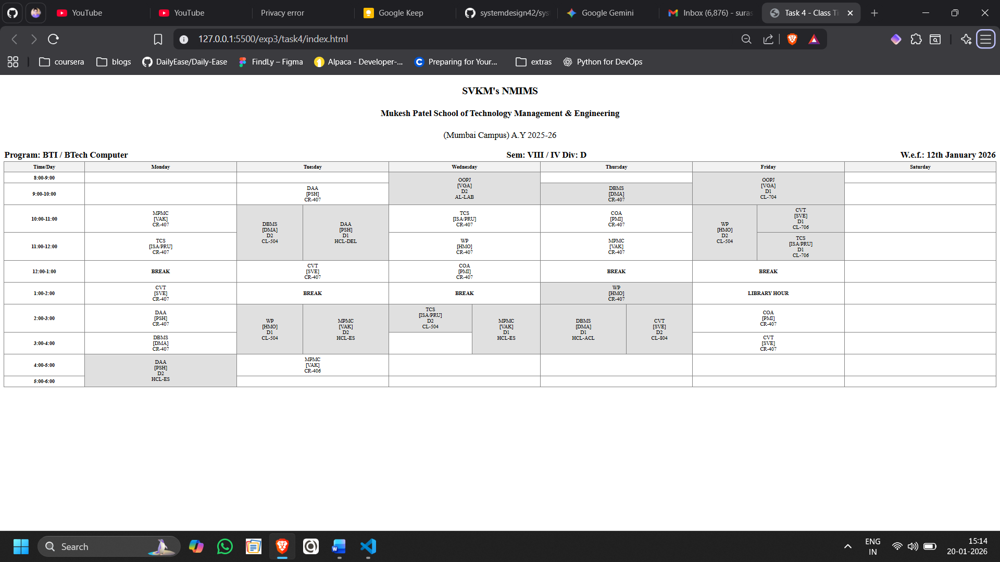 YouTube
YouTube
Privacy error
Google Keep
systemdesign42/sys
Google Gemini
Inbox (6,876) - suras
Task 4 - Class Ti
127.0.0.1:5500/exp3/task4/index.html
coursera
blogs
DailyEase/Daily-Ease
FindLy – Figma
Alpaca - Developer-...
Preparing for Your...
extras
Python for DevOps
SVKM's NMIMS
Mukesh Patel School of Technology Management & Engineering
(Mumbai Campus) A.Y 2025-26
Program: BTI / BTech Computer
Sem: VIII / IV Div: D
W.e.f.: 12th January 2026
Time/Day
Monday
Tuesday
Wednesday
Thursday
Friday
Saturday
8:00-9:00
OOPJ
[VGA]
D2
AL-LAB
OOPJ
[VGA]
D1
CL-704
9:00-10:00
DAA
[PSH]
CR-407
DBMS
[DMA]
CR-407
10:00-11:00
MPMC
[VAK]
CR-407
DBMS
[DMA]
D2
CL-504
DAA
[PSH]
D1
HCL-DEL
TCS
[ISA/PRU]
CR-407
COA
[PMI]
CR-407
WP
[HMO]
D2
CL-504
CVT
[SVE]
D1
CL-706
11:00-12:00
TCS
[ISA/PRU]
CR-407
WP
[HMO]
CR-407
MPMC
[VAK]
CR-407
TCS
[ISA/PRU]
D1
CL-706
12:00-1:00
BREAK
CVT
[SVE]
CR-407
COA
[PMI]
CR-407
BREAK
BREAK
1:00-2:00
CVT
[SVE]
CR-407
BREAK
BREAK
WP
[HMO]
CR-407
LIBRARY HOUR
2:00-3:00
DAA
[PSH]
CR-407
WP
[HMO]
D1
CL-504
MPMC
[VAK]
D2
HCL-ES
TCS
[ISA/PRU]
D2
CL-504
MPMC
[VAK]
D1
HCL-ES
DBMS
[DMA]
D1
HCL-ACL
CVT
[SVE]
D2
CL-804
COA
[PMI]
CR-407
3:00-4:00
DBMS
[DMA]
CR-407
CVT
[SVE]
CR-407
4:00-5:00
DAA
[PSH]
D2
HCL-ES
MPMC
[VAK]
CR-406
5:00-6:00
Search
ENG
IN
15:14
20-01-2026